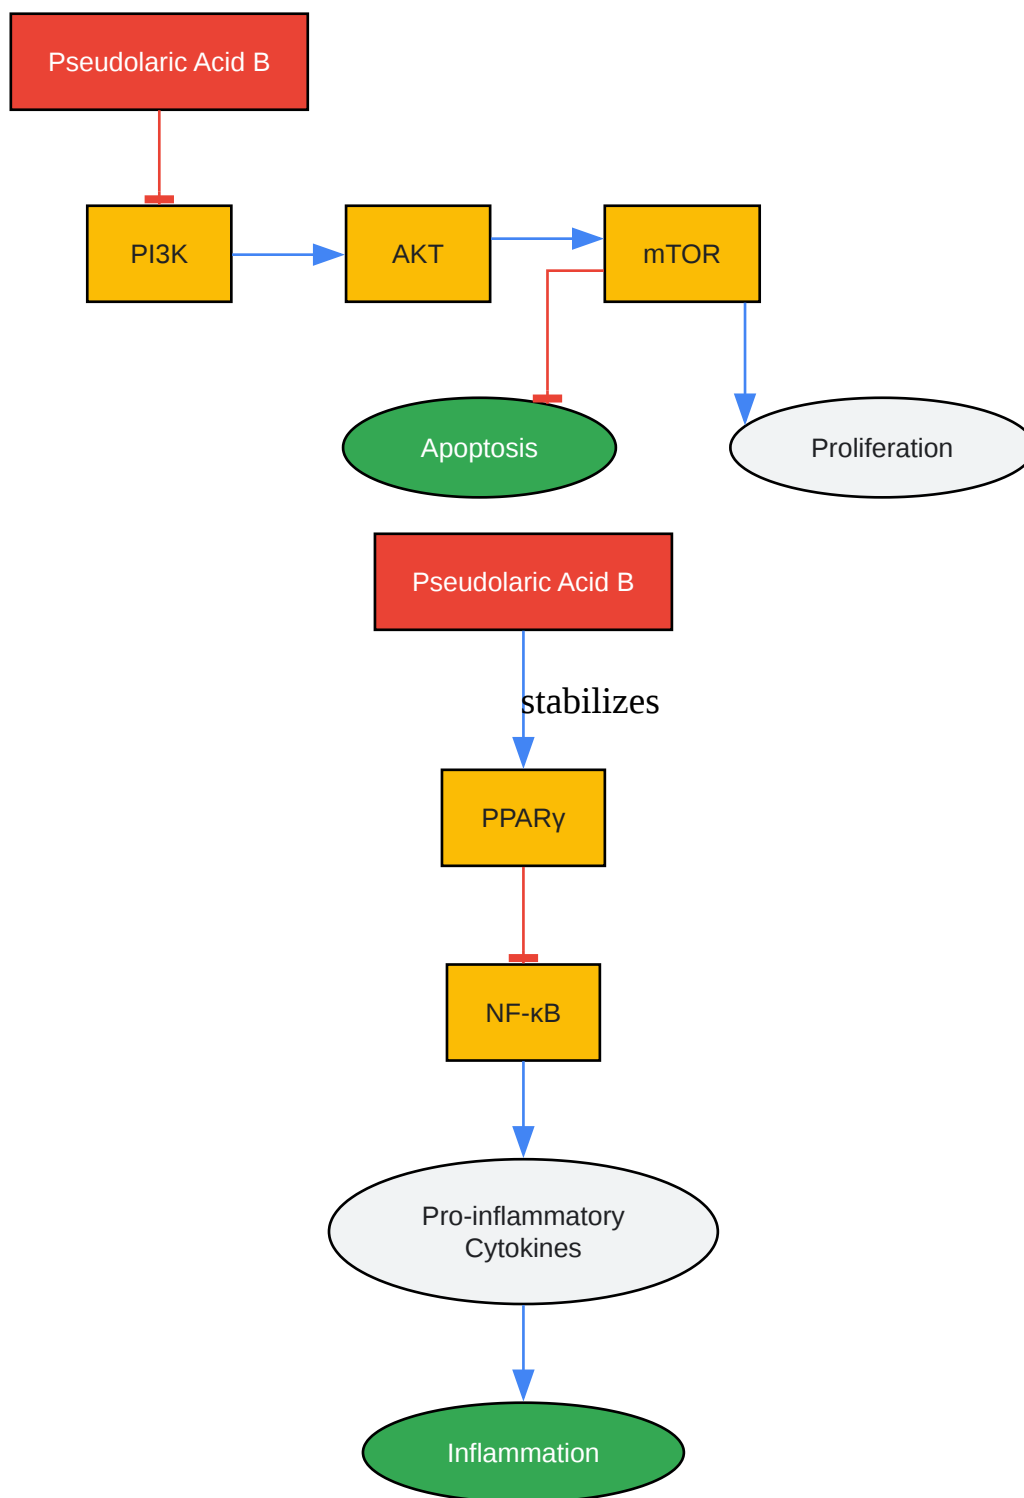 Pseudolaric Acid B
PI3K
AKT
mTOR
Apoptosis
Proliferation
Pseudolaric Acid B
stabilizes
PPARγ
NF-κB
Pro-inflammatory
Cytokines
Inflammation